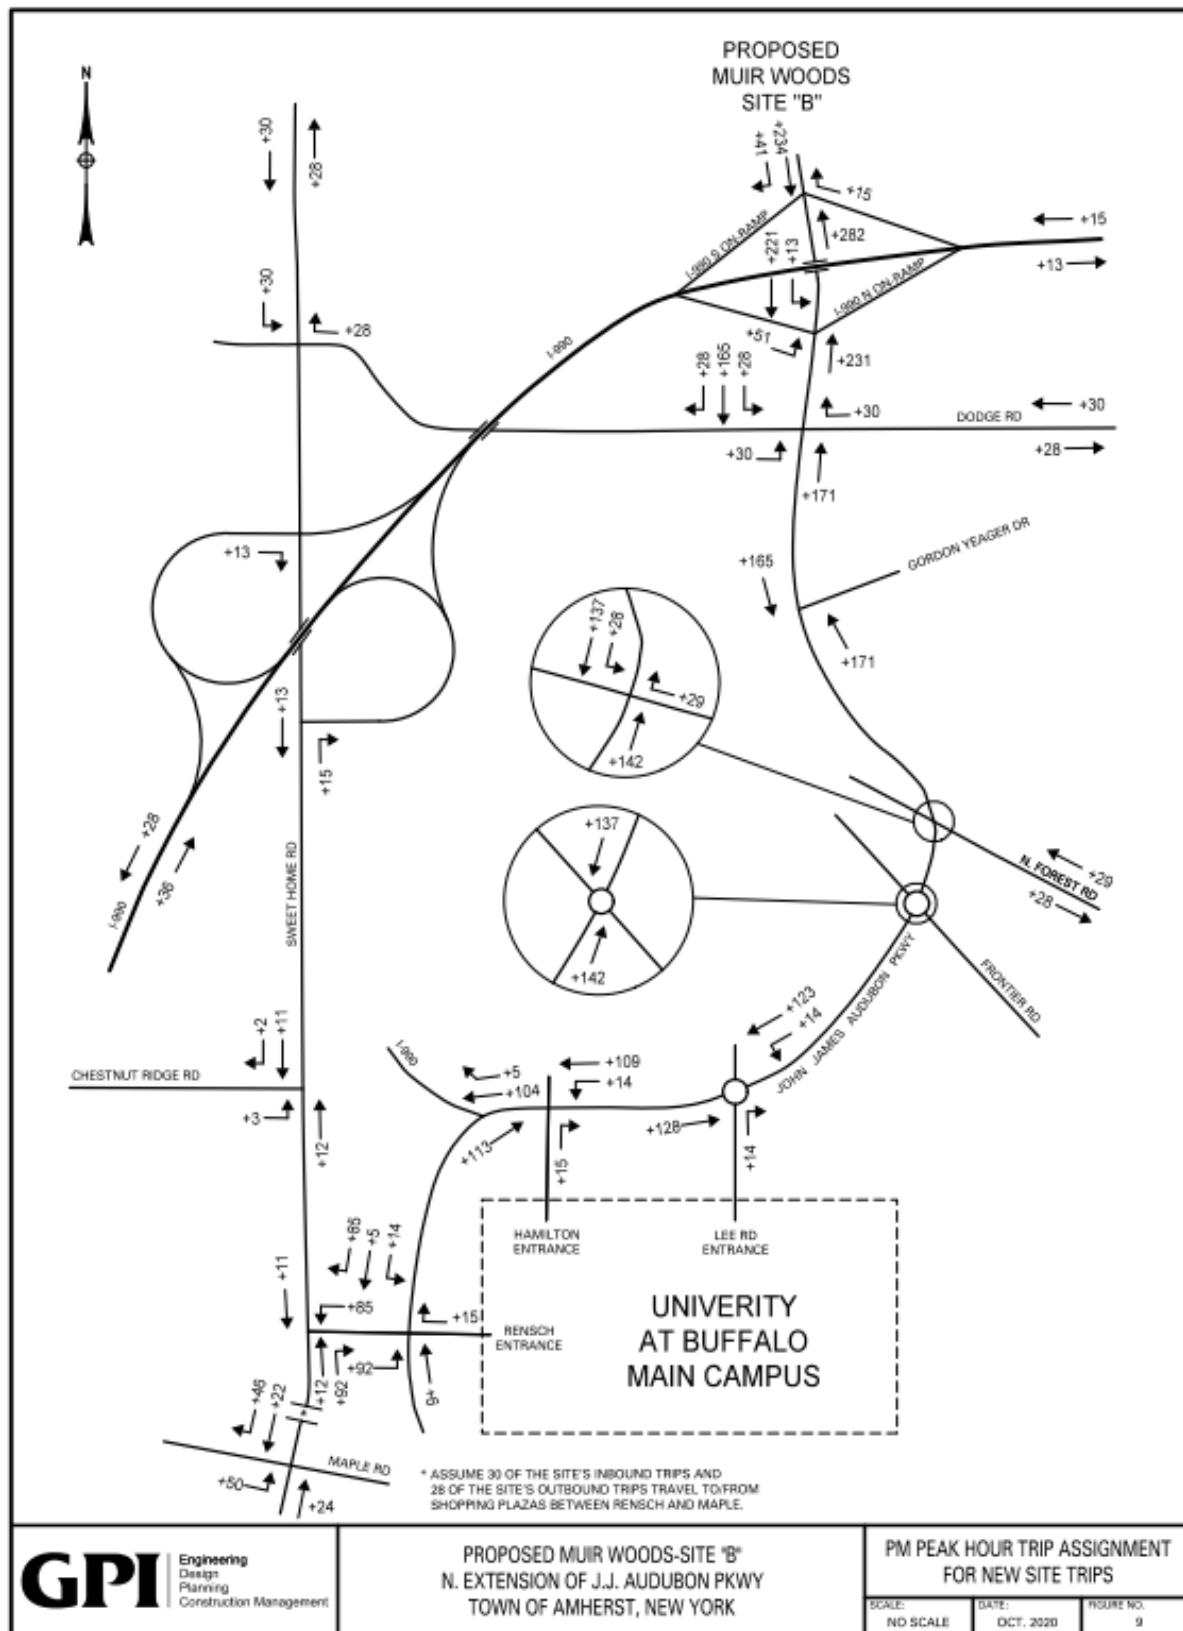 PROPOSED
MUIR WOODS
SITE "B"
N
+30
+28
+41
+234
+15
+282
+15
+13
I-990 S ON-RAMP
+221
+13
I-990 N ON-RAMP
+51
+231
+30
+28
I-990
+28
+165
+28
+30
DODGE RD
+30
+28
+30
+171
+13
+165
GORDON YEAGER DR
+171
+137
+28
+29
+142
+13
+15
+28
+36
I-990
SWEET HOME RD
+137
+142
N. FOREST RD
+29
+28
FRONTIER RD
JOHN JAMES AUDUBON PKWY
+123
+14
+2
+11
CHESTNUT RIDGE RD
+3
+12
I-990
+5
+104
+109
+14
+113
+15
+128
+14
HAMILTON
ENTRANCE
LEE RD
ENTRANCE
+11
+85
+5
+14
+85
+15
RENSCH
ENTRANCE
+12
+92
+92
+9
UNIVERITY
AT BUFFALO
MAIN CAMPUS
*
+46
+22
MAPLE RD
+50
+24
* ASSUME 30 OF THE SITE'S INBOUND TRIPS AND
28 OF THE SITE'S OUTBOUND TRIPS TRAVEL TO/FROM
SHOPPING PLAZAS BETWEEN RENSCH AND MAPLE.
GPI
Engineering
Design
Planning
Construction Management
PROPOSED MUIR WOODS-SITE "B"
N. EXTENSION OF J.J. AUDUBON PKWY
TOWN OF AMHERST, NEW YORK
PM PEAK HOUR TRIP ASSIGNMENT
FOR NEW SITE TRIPS
SCALE:
NO SCALE
DATE:
OCT. 2020
FIGURE NO.
9